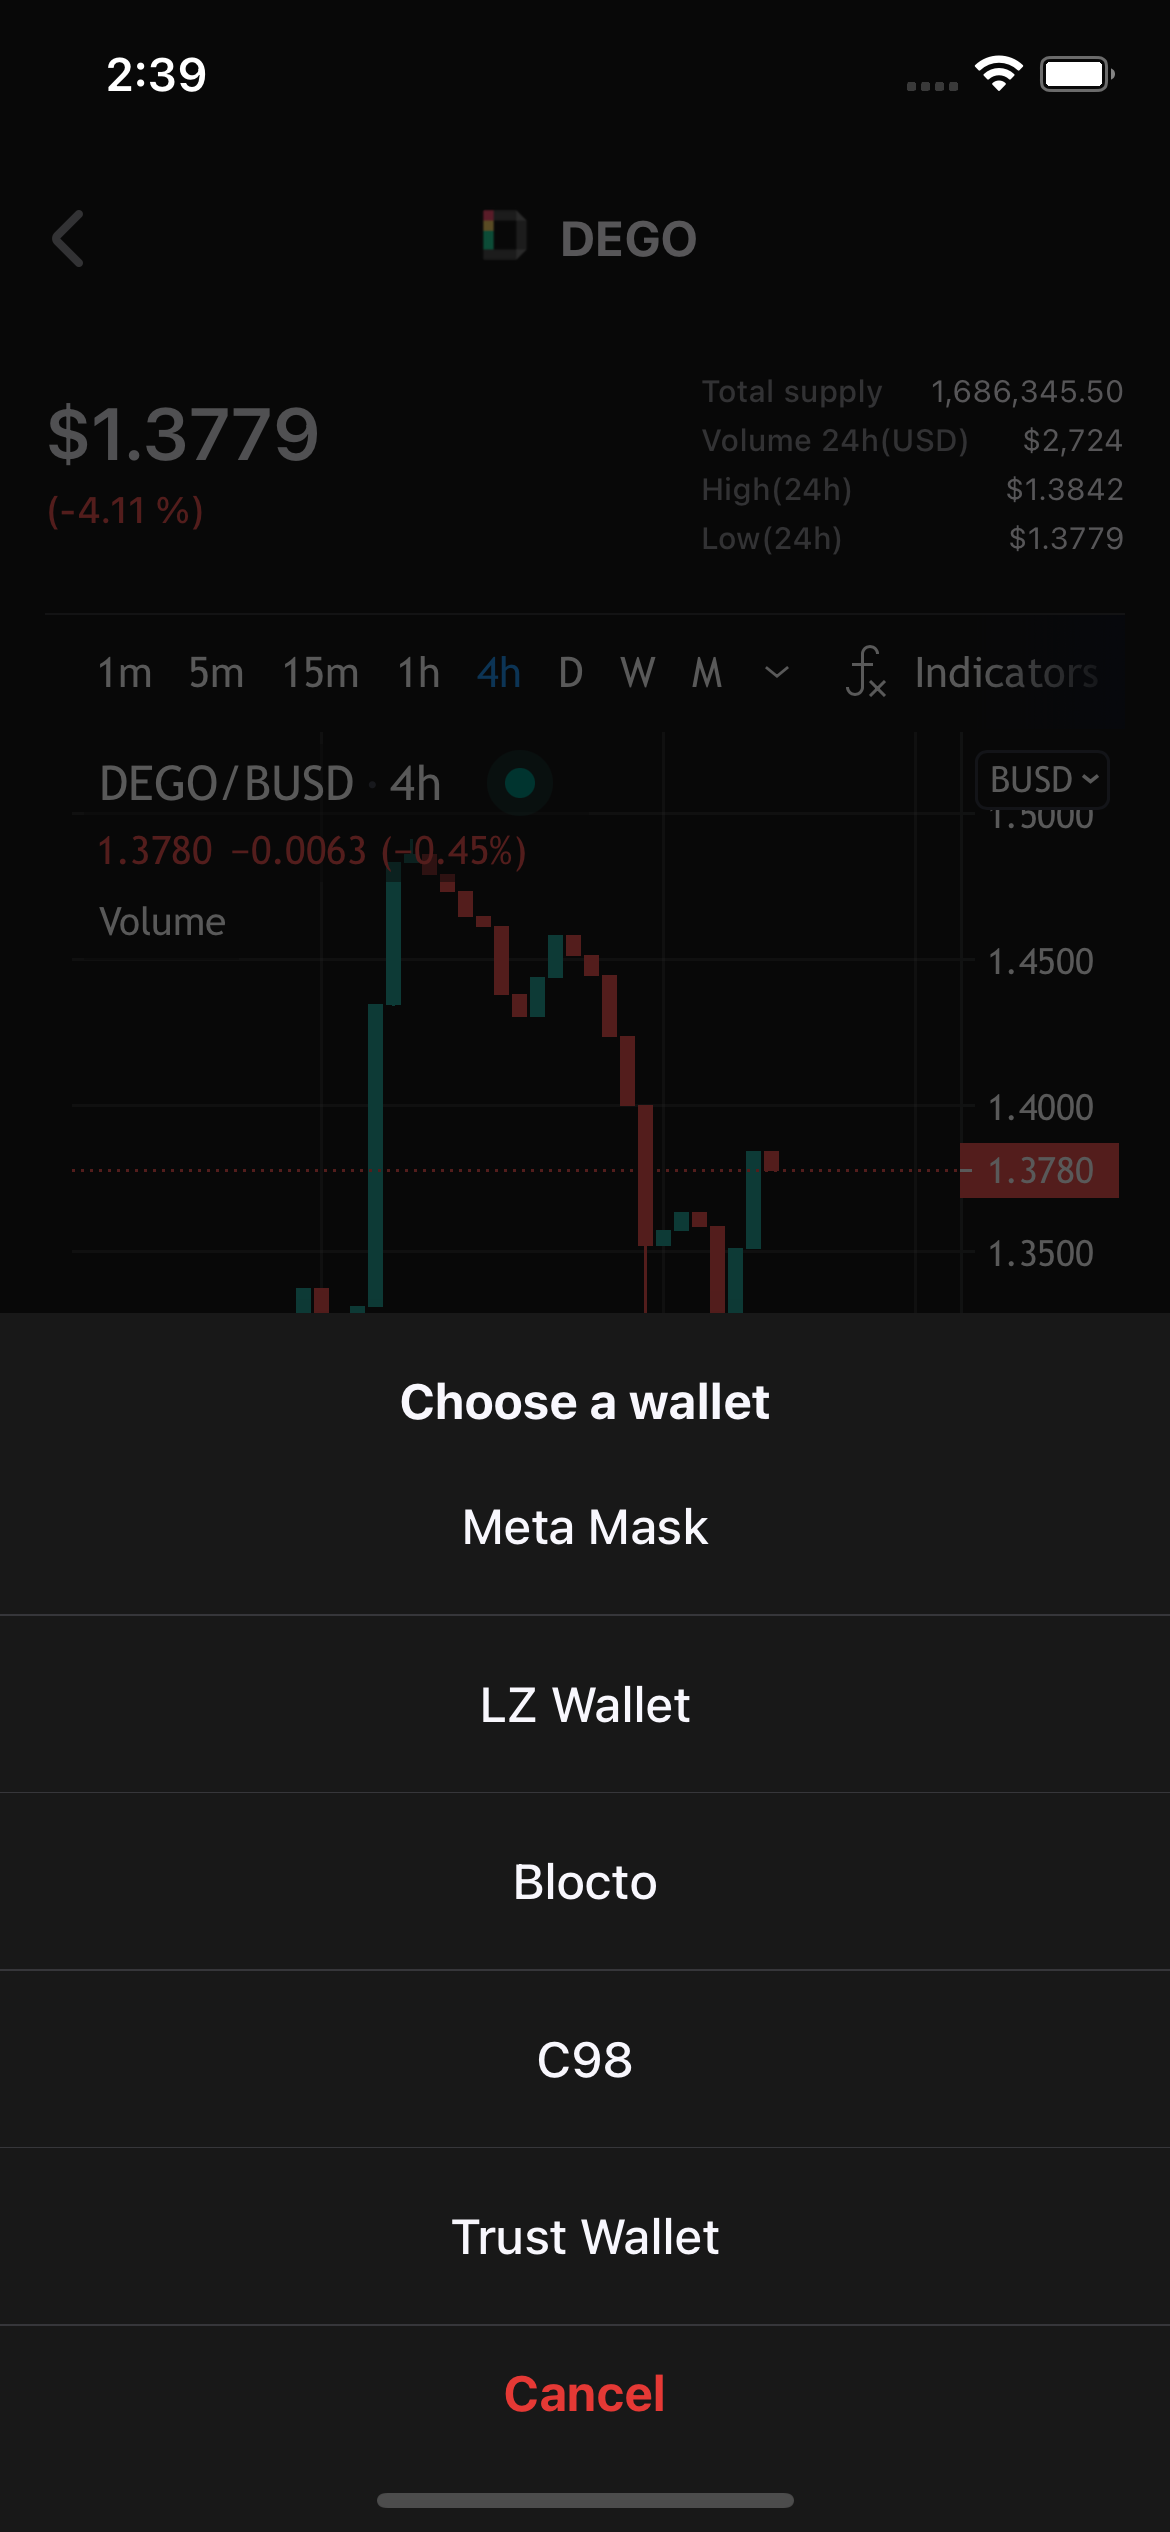 2:39
DEGO
$1.3779
(-4.11 %)
Total supply 1,686,345.50
Volume 24h(USD) $2,724
High(24h) $1.3842
Low(24h) $1.3779
1m 5m 15m 1h 4h D W M Indicators
DEGO/BUSD · 4h
BUSD
1.5000
1.3780 −0.0063 (−0.45%)
Volume
1.4500
1.4000
1.3780
1.3500
Choose a wallet
Meta Mask
LZ Wallet
Blocto
C98
Trust Wallet
Cancel